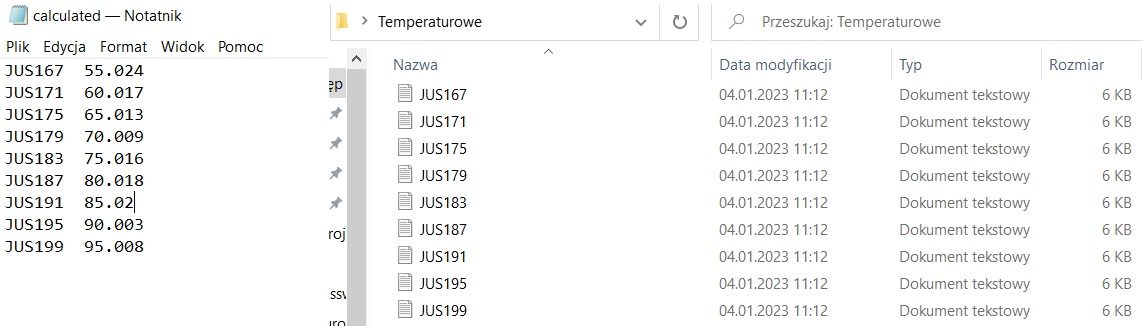 calculated — Notatnik
Plik Edycja Format Widok Pomoc
JUS167 55.024
JUS171 60.017
JUS175 65.013
JUS179 70.009
JUS183 75.016
JUS187 80.018
JUS191 85.02
JUS195 90.003
JUS199 95.008
Temperaturowe
Przeszukaj: Temperaturowe
ęp
roj
Nazwa Data modyfikacji Typ Rozmiar
JUS167 04.01.2023 11:12 Dokument tekstowy 6 KB
JUS171 04.01.2023 11:12 Dokument tekstowy 6 KB
JUS175 04.01.2023 11:12 Dokument tekstowy 6 KB
JUS179 04.01.2023 11:12 Dokument tekstowy 6 KB
JUS183 04.01.2023 11:12 Dokument tekstowy 6 KB
JUS187 04.01.2023 11:12 Dokument tekstowy 6 KB
JUS191 04.01.2023 11:12 Dokument tekstowy 6 KB
JUS195 04.01.2023 11:12 Dokument tekstowy 6 KB
JUS199 04.01.2023 11:12 Dokument tekstowy 6 KB